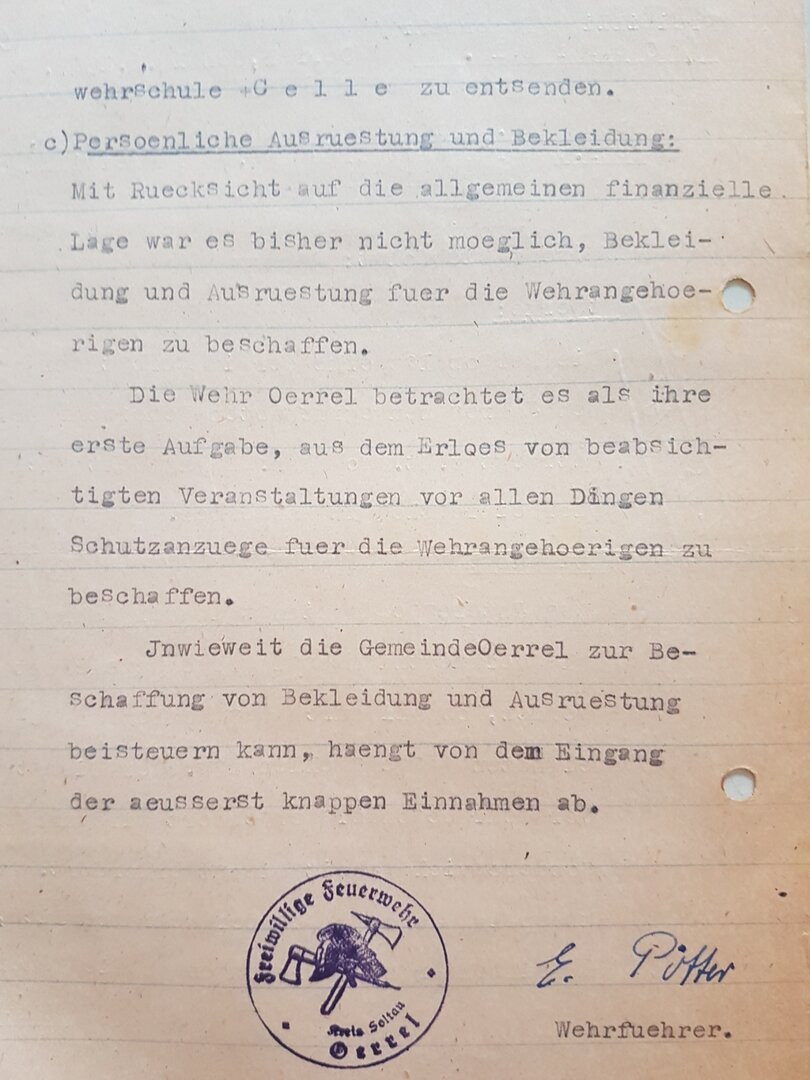 wehrschule C e l l e zu entsenden.
c)Persoenliche Ausruestung und Bekleidung:
Mit Ruecksicht auf die allgemeinen finanzielle
Lage war es bisher nicht moeglich, Beklei-
dung und Ausruestung fuer die Wehrangehoe-
rigen zu beschaffen.
Die Wehr Oerrel betrachtet es als ihre
erste Aufgabe, aus dem Erloes von beabsich-
tigten Veranstaltungen vor allen Dingen
Schutzanzuege fuer die Wehrangehoerigen zu
beschaffen.
Jnwieweit die GemeindeOerrel zur Be-
schaffung von Bekleidung und Ausruestung
beisteuern kann, haengt von dem Eingang
der aeusserst knappen Einnahmen ab.
Freiwillige Feuerwehr
Kreis Soltau
Oerrel
E. Pötter
Wehrfuehrer.